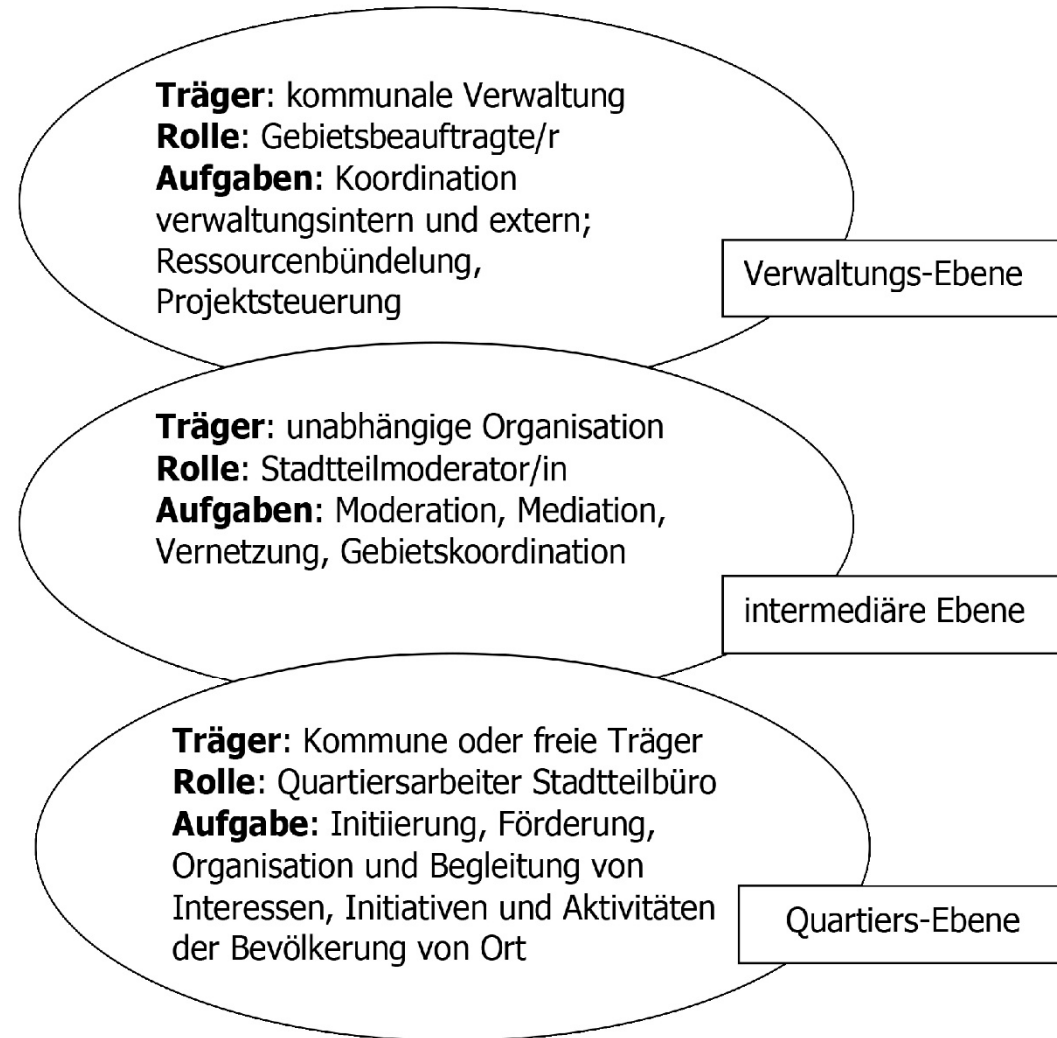 Träger: kommunale Verwaltung
Rolle: Gebietsbeauftragte/r
Aufgaben: Koordination
verwaltungsintern und extern;
Ressourcenbündelung,
Projektsteuerung
Verwaltungs-Ebene
Träger: unabhängige Organisation
Rolle: Stadtteilmoderator/in
Aufgaben: Moderation, Mediation,
Vernetzung, Gebietskoordination
intermediäre Ebene
Träger: Kommune oder freie Träger
Rolle: Quartiersarbeiter Stadtteilbüro
Aufgabe: Initiierung, Förderung,
Organisation und Begleitung von
Interessen, Initiativen und Aktivitäten
der Bevölkerung von Ort
Quartiers-Ebene